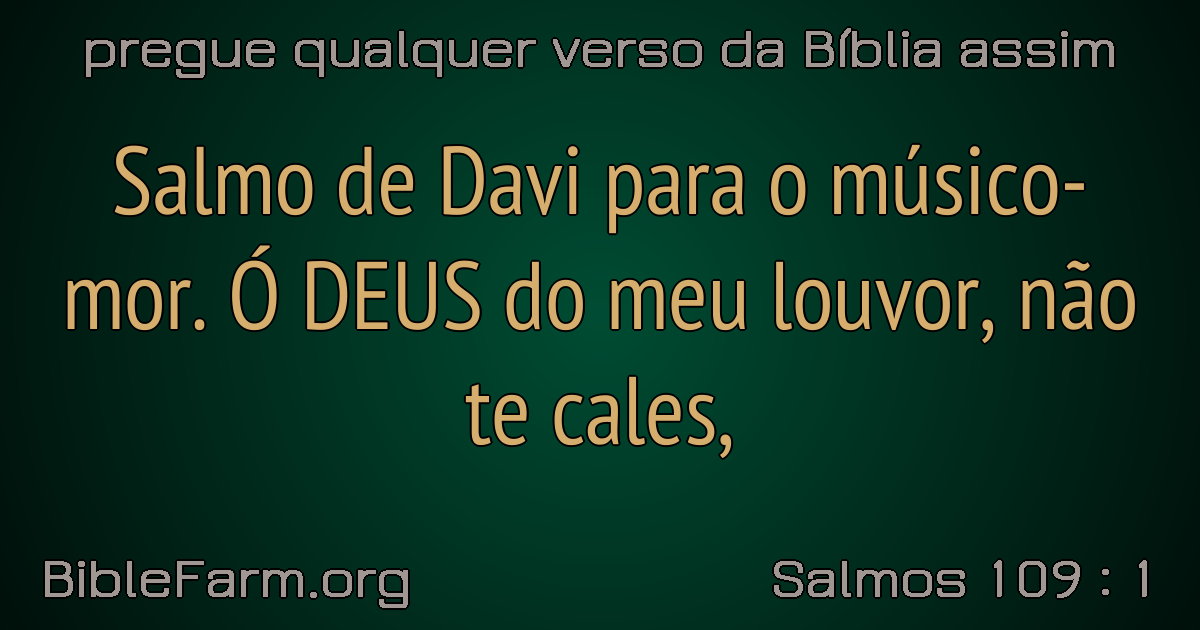 pregue qualquer verso da Bíblia assim
Salmo de Davi para o músico-
mor. Ó DEUS do meu louvor, não
te cales,
BibleFarm.org
Salmos 109 : 1